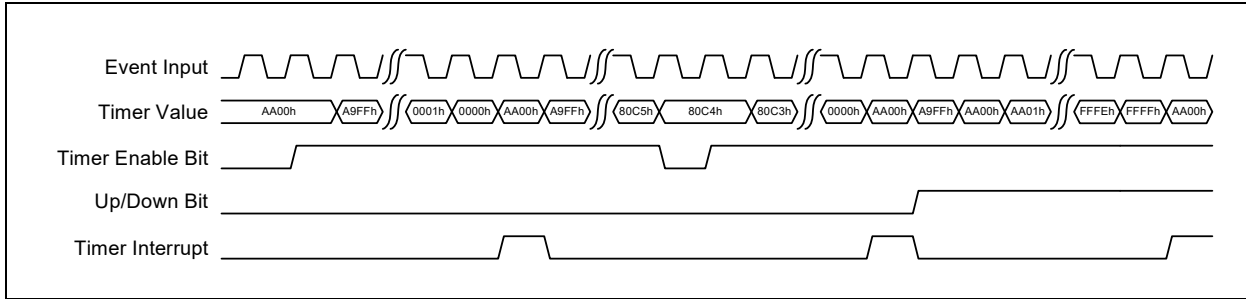 Event Input
Timer Value AA00h A9FFh 0001h 0000h AA00h A9FFh 80C5h 80C4h 80C3h 0000h AA00h A9FFh AA00h AA01h FFFEh FFFFh AA00h
Timer Enable Bit
Up/Down Bit
Timer Interrupt